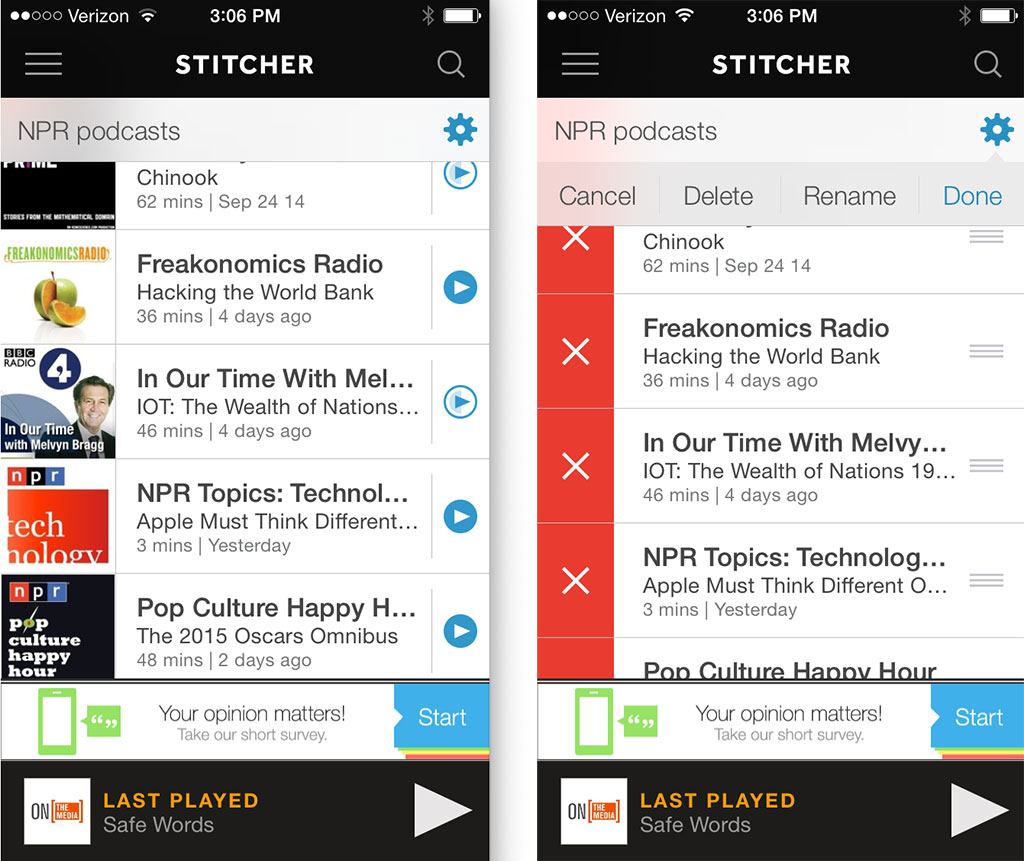 Verizon 3:06 PM
STITCHER
NPR podcasts
Chinook
62 mins | Sep 24 14
STORIES FROM THE MATHEMATICAL DOMAIN
FREAKONOMICSRADIO
Freakonomics Radio
Hacking the World Bank
36 mins | 4 days ago
BBC
RADIO 4
In Our Time
with Melvyn Bragg
In Our Time With Mel...
IOT: The Wealth of Nations...
46 mins | 4 days ago
npr
tech
nology
NPR Topics: Technol...
Apple Must Think Different...
3 mins | Yesterday
npr
pop
culture
happy
hour
Pop Culture Happy H...
The 2015 Oscars Omnibus
48 mins | 2 days ago
Your opinion matters!
Take our short survey.
Start
ON [THE MEDIA]
LAST PLAYED
Safe Words
Verizon 3:06 PM
STITCHER
NPR podcasts
Cancel Delete Rename Done
Chinook
62 mins | Sep 24 14
Freakonomics Radio
Hacking the World Bank
36 mins | 4 days ago
In Our Time With Melvy...
IOT: The Wealth of Nations 19...
46 mins | 4 days ago
NPR Topics: Technolog...
Apple Must Think Different O...
3 mins | Yesterday
Pop Culture Happy Hour
Your opinion matters!
Take our short survey.
Start
ON [THE MEDIA]
LAST PLAYED
Safe Words